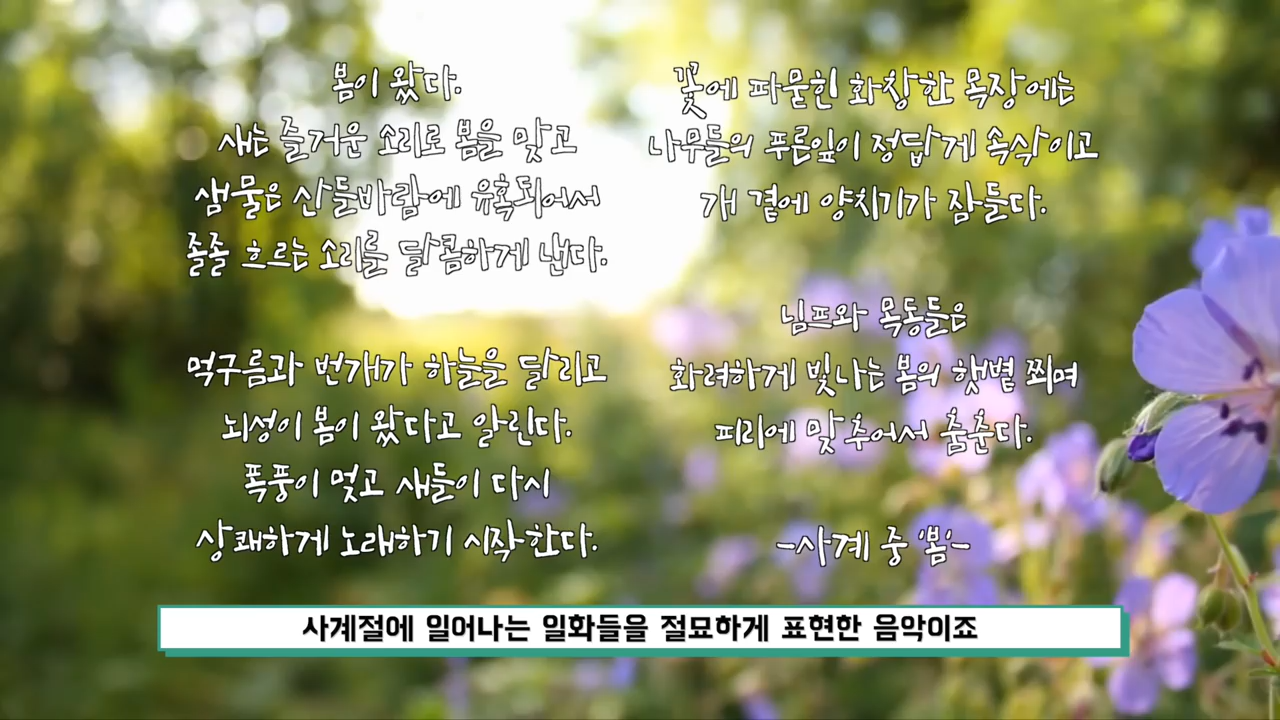 봄이 왔다.
새는 즐거운 소리로 봄을 맞고
샘물은 산들바람에 유혹되어서
졸졸 흐르는 소리를 달콤하게 낸다.
먹구름과 번개가 하늘을 달리고
뇌성이 봄이 왔다고 알린다.
폭풍이 멎고 새들이 다시
상쾌하게 노래하기 시작한다.
꽃에 파묻힌 화창한 목장에는
나무들의 푸른잎이 정답게 속삭이고
개 곁에 양치기가 잠든다.
님프와 목동들은
화려하게 빛나는 봄의 햇볕 쬐며
피리에 맞추어서 춤춘다.
-사계 중 '봄'-
사계절에 일어나는 일화들을 절묘하게 표현한 음악이죠